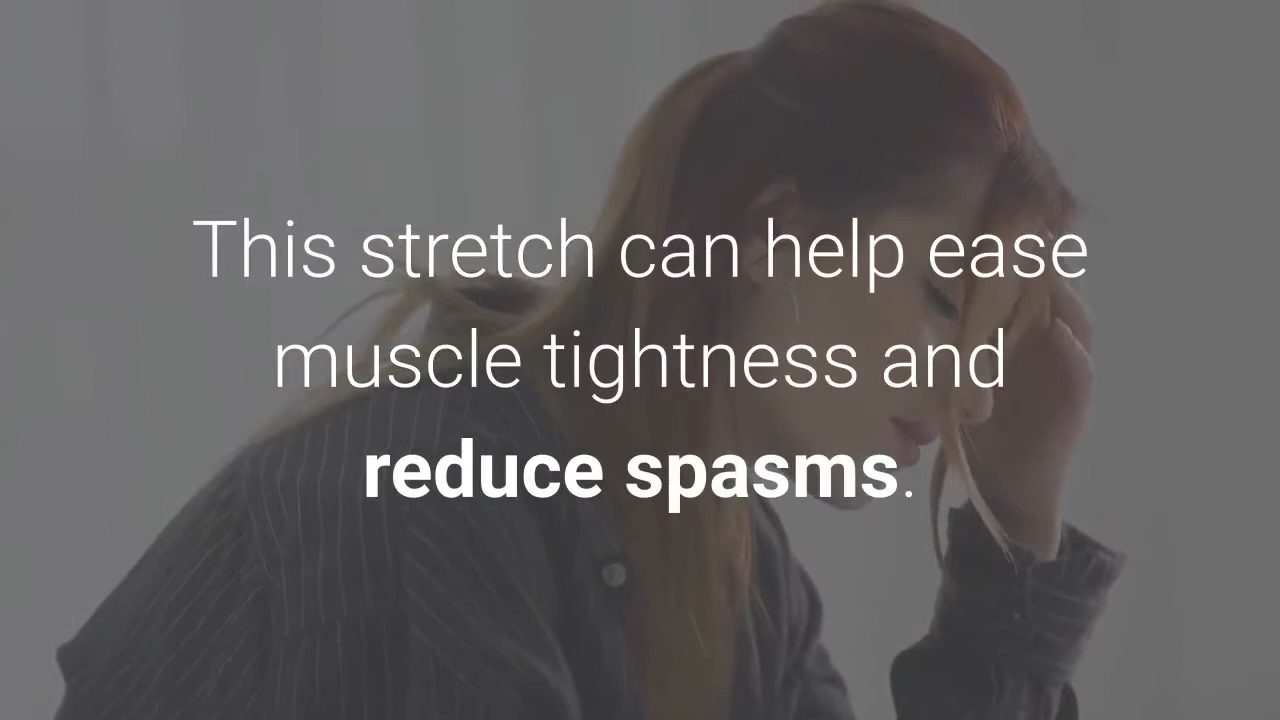 This stretch can help ease
muscle tightness and
reduce spasms.